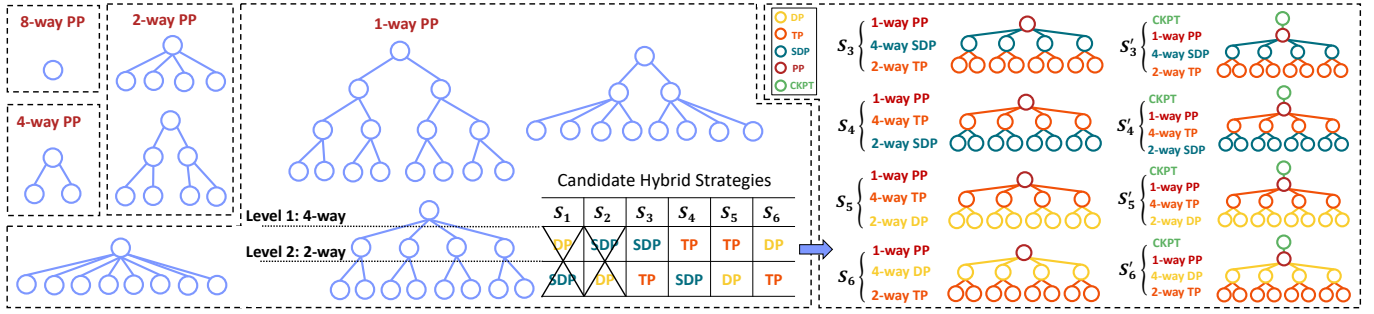 8-way PP
2-way PP
1-way PP
4-way PP
Candidate Hybrid Strategies
S1 S2 S3 S4 S5 S6
Level 1: 4-way
DP SDP SDP TP TP DP
Level 2: 2-way
SDP DP TP SDP DP TP
DP
TP
SDP
PP
CKPT
S3
1-way PP
4-way SDP
2-way TP
S3′
CKPT
1-way PP
4-way SDP
2-way TP
S4
1-way PP
4-way TP
2-way SDP
S4′
CKPT
1-way PP
4-way TP
2-way SDP
S5
1-way PP
4-way TP
2-way DP
S5′
CKPT
1-way PP
4-way TP
2-way DP
S6
1-way PP
4-way DP
2-way TP
S6′
CKPT
1-way PP
4-way DP
2-way TP